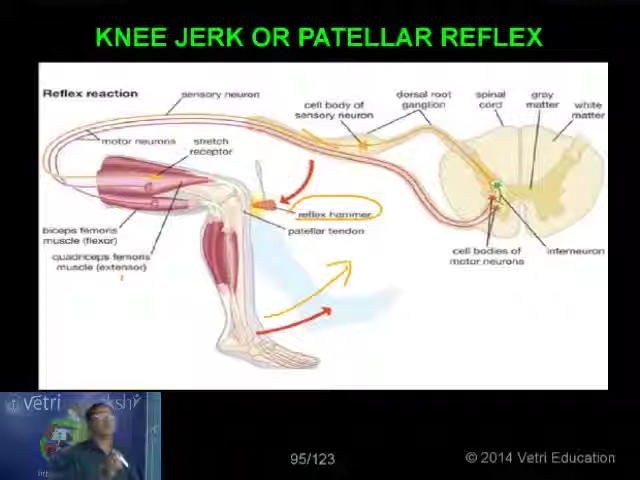 KNEE JERK OR PATELLAR REFLEX
Reflex reaction
sensory neuron
cell body of
sensory neuron
dorsal root
ganglion
spinal
cord
gray
matter
white
matter
motor neurons
stretch
receptor
reflex hammer
patellar tendon
biceps femoris
muscle (flexor)
quadriceps femoris
muscle (extensor)
cell bodies of
motor neurons
interneuron
Vetri
95/123
© 2014 Vetri Education